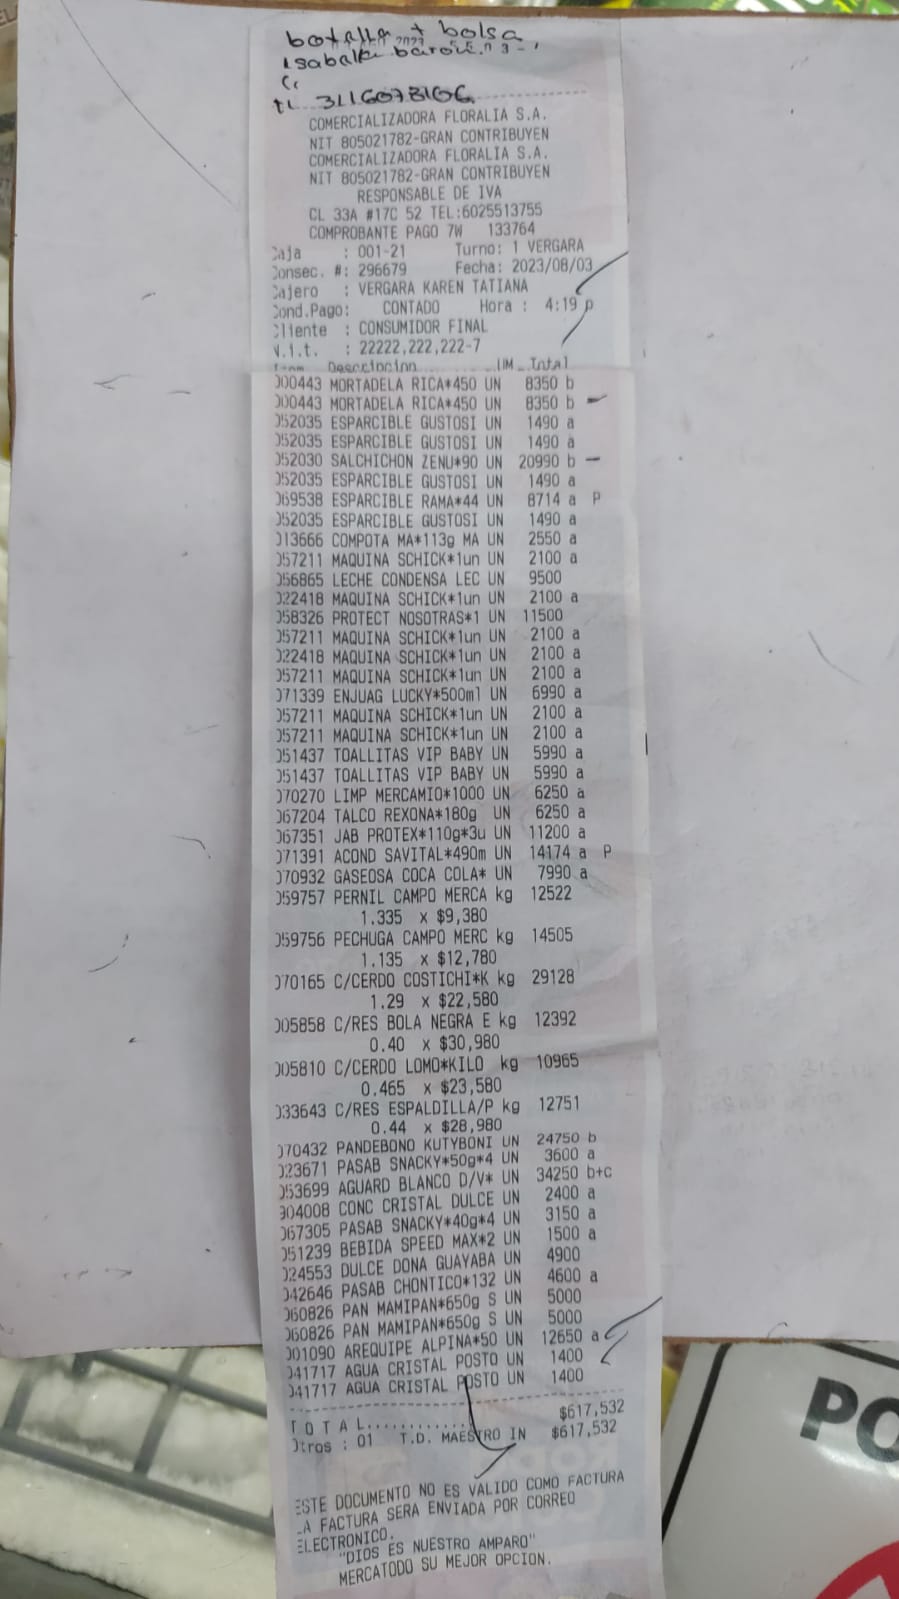 botella + bolsa
Isabella
31160
COMERCIALIZADORA FLORALIA S.A.
NIT 805021782-GRAN CONTRIBUYEN
COMERCIALIZADORA FLORALIA S.A.
NIT 805021782-GRAN CONTRIBUYEN
RESPONSABLE DE IVA
CL 33A #17C 52 TEL:6025513755
COMPROBANTE PAGO 7W 133764
Caja : 001-21 Turno: 1 VERGARA
Consec. #: 296679 Fecha: 2023/08/03
Cajero : VERGARA KAREN TATIANA
Cond.Pago: CONTADO Hora : 4:19 p
Cliente : CONSUMIDOR FINAL
N.i.t. : 22222,222,222-7
Item Descripcion UM Total
000443 MORTADELA RICA*450 UN 8350 b
000443 MORTADELA RICA*450 UN 8350 b
052035 ESPARCIBLE GUSTOSI UN 1490 a
052035 ESPARCIBLE GUSTOSI UN 1490 a
052030 SALCHICHON ZENU*90 UN 20990 b
052035 ESPARCIBLE GUSTOSI UN 1490 a
069538 ESPARCIBLE RAMA*44 UN 8714 a P
052035 ESPARCIBLE GUSTOSI UN 1490 a
013666 COMPOTA MA*113g MA UN 2550 a
057211 MAQUINA SCHICK*1un UN 2100 a
056865 LECHE CONDENSA LEC UN 9500
022418 MAQUINA SCHICK*1un UN 2100 a
058326 PROTECT NOSOTRAS*1 UN 11500
057211 MAQUINA SCHICK*1un UN 2100 a
022418 MAQUINA SCHICK*1un UN 2100 a
057211 MAQUINA SCHICK*1un UN 2100 a
071339 ENJUAG LUCKY*500ml UN 6990 a
057211 MAQUINA SCHICK*1un UN 2100 a
057211 MAQUINA SCHICK*1un UN 2100 a
051437 TOALLITAS VIP BABY UN 5990 a
051437 TOALLITAS VIP BABY UN 5990 a
070270 LIMP MERCAMIO*1000 UN 6250 a
067204 TALCO REXONA*180g UN 6250 a
067351 JAB PROTEX*110g*3u UN 11200 a
071391 ACOND SAVITAL*490m UN 14174 a P
070932 GASEOSA COCA COLA* UN 7990 a
059757 PERNIL CAMPO MERCA kg 12522
1.335 x $9,380
059756 PECHUGA CAMPO MERC kg 14505
1.135 x $12,780
070165 C/CERDO COSTICHI*K kg 29128
1.29 x $22,580
005858 C/RES BOLA NEGRA E kg 12392
0.40 x $30,980
005810 C/CERDO LOMO*KILO kg 10965
0.465 x $23,580
033643 C/RES ESPALDILLA/P kg 12751
0.44 x $28,980
070432 PANDEBONO KUTYBONI UN 24750 b
023671 PASAB SNACKY*50g*4 UN 3600 a
053699 AGUARD BLANCO D/V* UN 34250 b+c
904008 CONC CRISTAL DULCE UN 2400 a
067305 PASAB SNACKY*40g*4 UN 3150 a
051239 BEBIDA SPEED MAX*2 UN 1500 a
024553 DULCE DONA GUAYABA UN 4900
042646 PASAB CHONTICO*132 UN 4600 a
060826 PAN MAMIPAN*650g S UN 5000
060826 PAN MAMIPAN*650g S UN 5000
001090 AREQUIPE ALPINA*50 UN 12650 a
041717 AGUA CRISTAL POSTO UN 1400
041717 AGUA CRISTAL POSTO UN 1400
TOTAL............ $617,532
Otros : 01 T.D. MAESTRO IN $617,532
ESTE DOCUMENTO NO ES VALIDO COMO FACTURA
LA FACTURA SERA ENVIADA POR CORREO
ELECTRONICO.
"DIOS ES NUESTRO AMPARO"
MERCATODO SU MEJOR OPCION.
PO